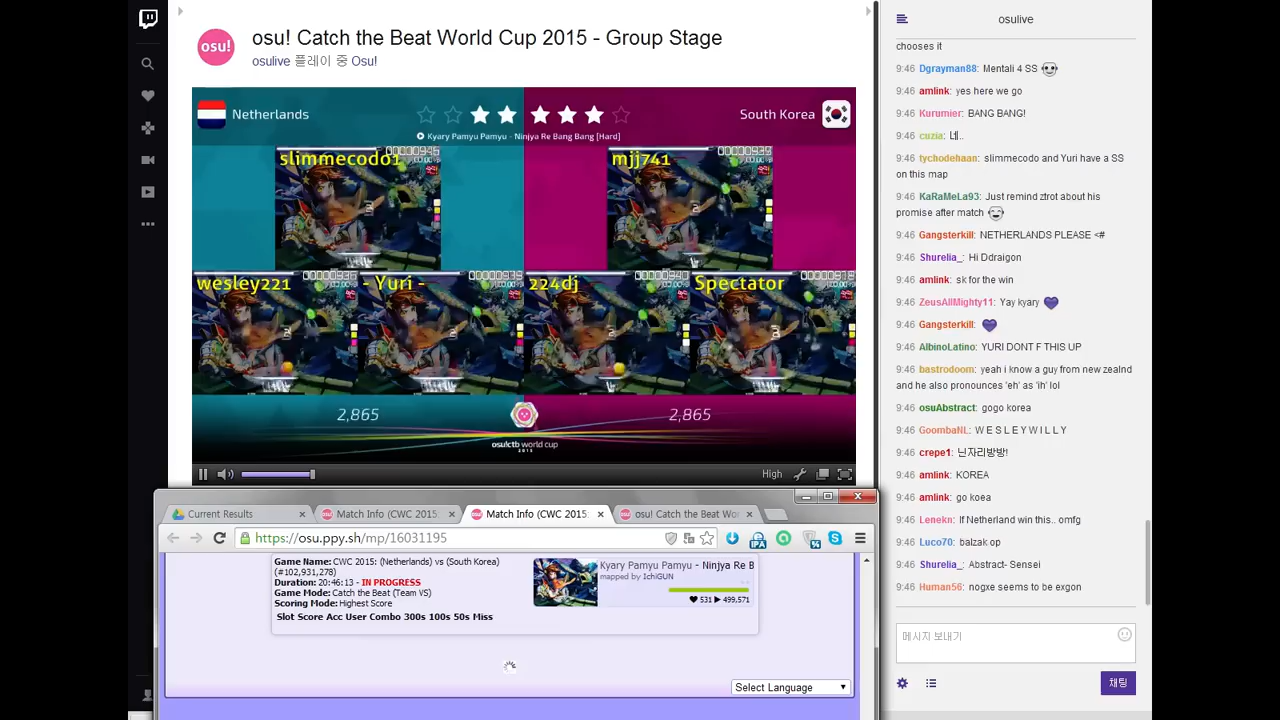 osu!
osu! Catch the Beat World Cup 2015 - Group Stage
osulive 플레이 중 Osu!
Netherlands
South Korea
Kyary Pamyu Pamyu - Ninjya Re Bang Bang [Hard]
slimmecodo1
mjj741
wesley221
- Yuri -
224dj
Spectator
2,865
2,865
osu!ctb world cup
2015
High
Current Results
Match Info (CWC 2015:
Match Info (CWC 2015:
osu! Catch the Beat Wo
https://osu.ppy.sh/mp/16031195
IPA
Game Name: CWC 2015: (Netherlands) vs (South Korea)
(#102,931,278)
Duration: 20:46:13 - IN PROGRESS
Game Mode: Catch the Beat (Team VS)
Scoring Mode: Highest Score
Slot Score Acc User Combo 300s 100s 50s Miss
Kyary Pamyu Pamyu - Ninjya Re B
mapped by IchiGUN
531 499,571
Select Language
osulive
chooses it
9:46 Dgrayman88: Mentali 4 SS
9:46 amlink: yes here we go
9:46 Kurumier: BANG BANG!
9:46 cuzia: 네..
9:46 tychodehaan: slimmecodo and Yuri have a SS
on this map
9:46 KaRaMeLa93: Just remind ztrot about his
promise after match
9:46 Gangsterkill: NETHERLANDS PLEASE <#
9:46 Shurelia_: Hi Ddraigon
9:46 amlink: sk for the win
9:46 ZeusAllMighty11: Yay kyary
9:46 Gangsterkill:
9:46 AlbinoLatino: YURI DONT F THIS UP
9:46 bastrodoom: yeah i know a guy from new zealnd
and he also pronounces 'eh' as 'ih' lol
9:46 osuAbstract: gogo korea
9:46 GoombaNL: W E S L E Y W I L L Y
9:46 crepe1: 닌자리방방!
9:46 amlink: KOREA
9:46 amlink: go koea
9:46 Lenekn: If Netherland win this.. omfg
9:46 Luco70: balzak op
9:46 Shurelia_: Abstract- Sensei
9:46 Human56: nogxe seems to be exgon
메시지 보내기
채팅